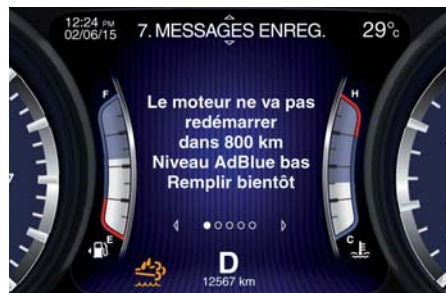 12:24 PM
02/06/15
7. MESSAGES ENREG.
29°c
F
H
Le moteur ne va pas
redémarrer
dans 800 km
Niveau AdBlue bas
Remplir bientôt
E
C
D
12567 km